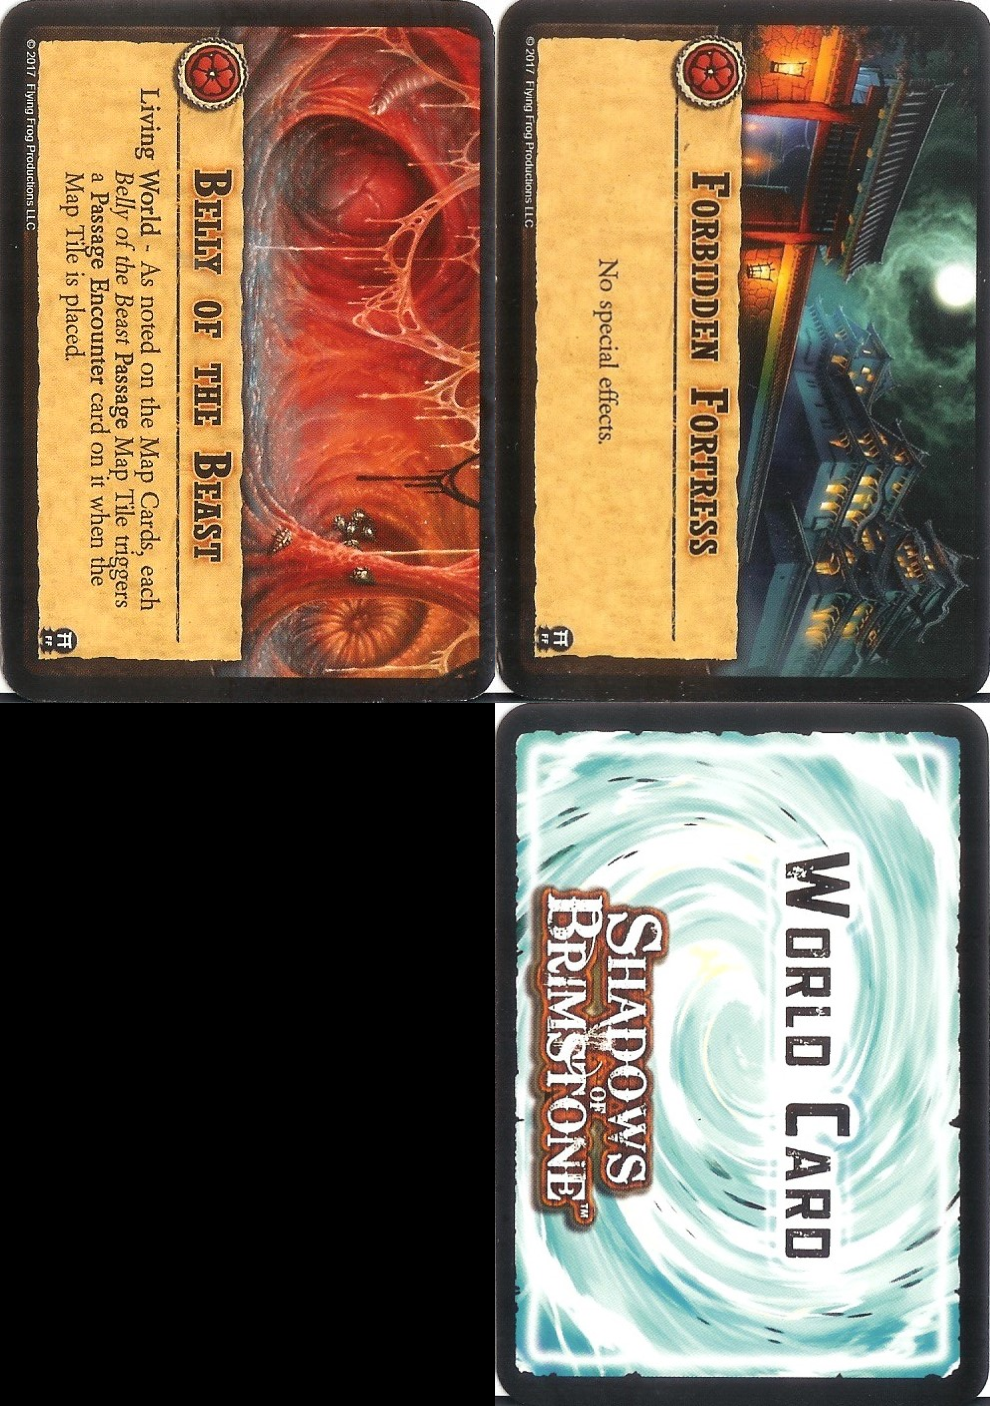 BELLY OF THE BEAST
Living World - As noted on the Map Cards, each
Belly of the Beast Passage Map Tile triggers
a Passage Encounter card on it when the
Map Tile is placed.
FF
© 2017 Flying Frog Productions LLC
FORBIDDEN FORTRESS
No special effects.
FF
© 2017 Flying Frog Productions LLC
WORLD CARD
SHADOWS
OF
BRIMSTONE™